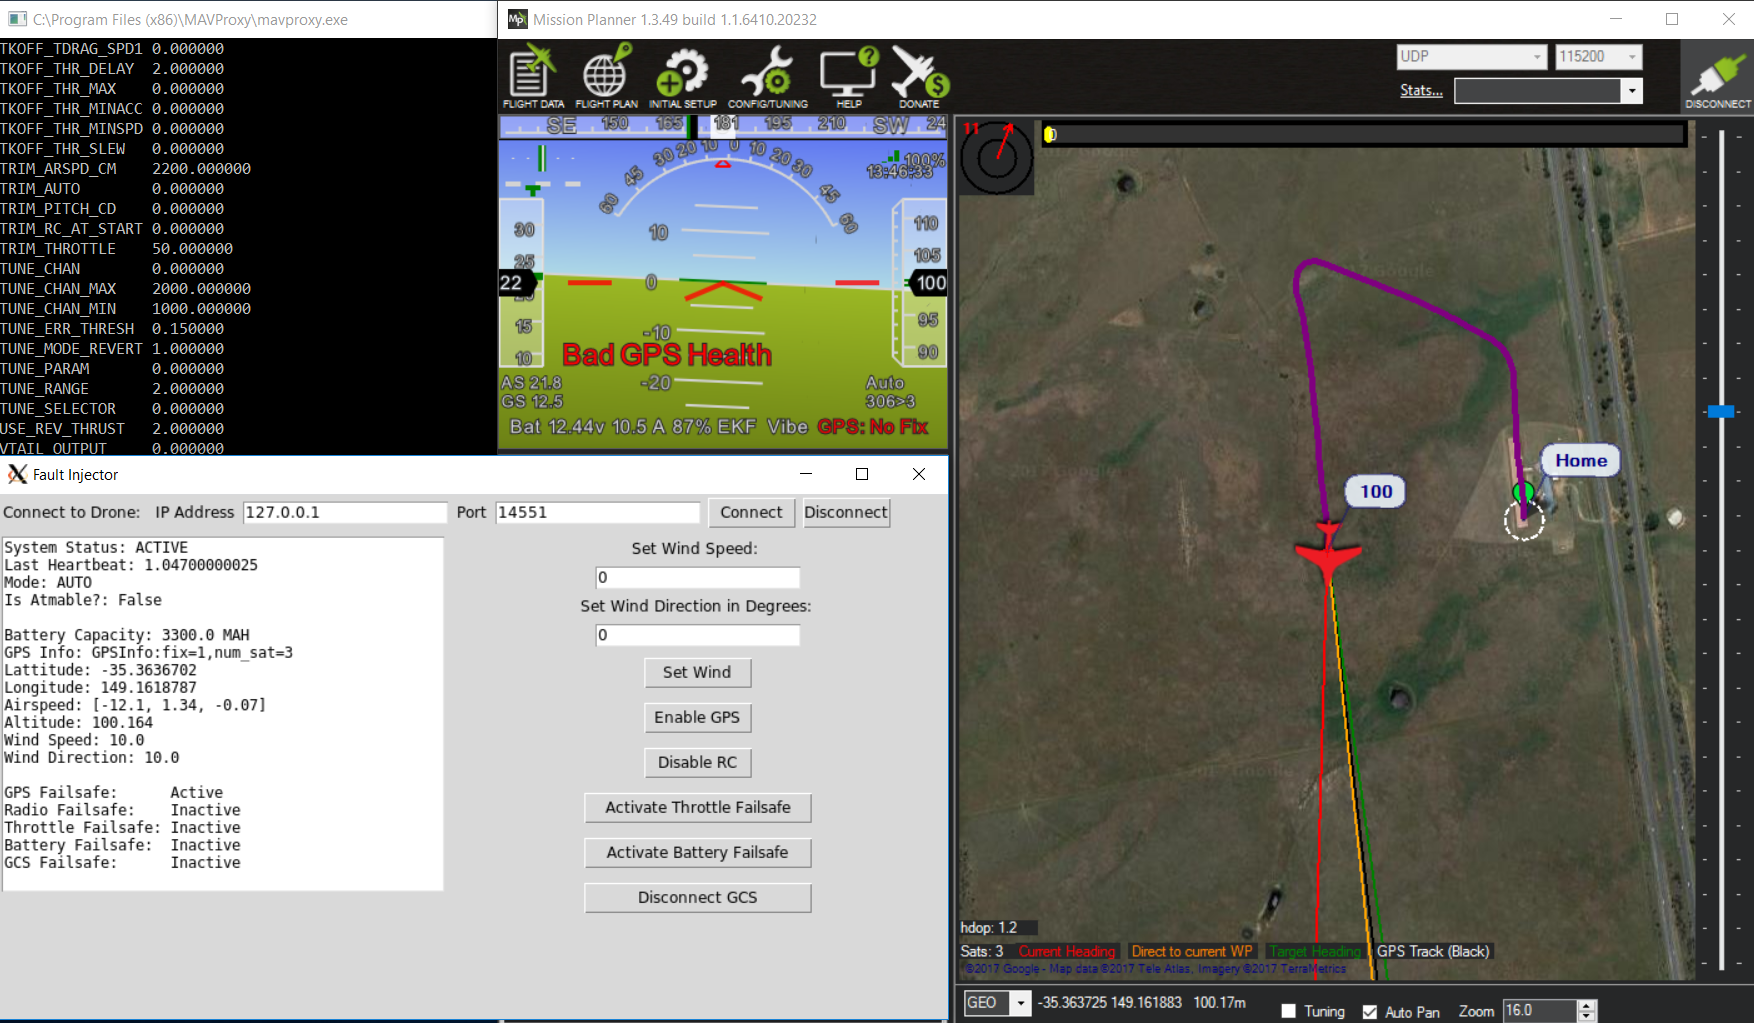 C:\Program Files (x86)\MAVProxy\mavproxy.exe
TKOFF_TDRAG_SPD1 0.000000
TKOFF_THR_DELAY 2.000000
TKOFF_THR_MAX 0.000000
TKOFF_THR_MINACC 0.000000
TKOFF_THR_MINSPD 0.000000
TKOFF_THR_SLEW 0.000000
TRIM_ARSPD_CM 2200.000000
TRIM_AUTO 0.000000
TRIM_PITCH_CD 0.000000
TRIM_RC_AT_START 0.000000
TRIM_THROTTLE 50.000000
TUNE_CHAN 0.000000
TUNE_CHAN_MAX 2000.000000
TUNE_CHAN_MIN 1000.000000
TUNE_ERR_THRESH 0.150000
TUNE_MODE_REVERT 1.000000
TUNE_PARAM 0.000000
TUNE_RANGE 2.000000
TUNE_SELECTOR 0.000000
USE_REV_THRUST 2.000000
VTAIL_OUTPUT 0.000000
Mission Planner 1.3.49 build 1.1.6410.20232
FLIGHT DATA FLIGHT PLAN INITIAL SETUP CONFIG/TUNING HELP DONATE
UDP 115200
Stats...
DISCONNECT
SE 150 165 181 195 210 SW 24
60 45 30 20 10 0 10 20 30 45 60
100%
13:46:33
30 25 22 20 15 10
10 0 -10 -20
110 105 100 95 90
Bad GPS Health
AS 21.8
GS 12.5
Auto
306>3
Bat 12.44v 10.5 A 87% EKF Vibe GPS: No Fix
11
0
Home
100
hdop: 1.2
Sats: 3 Current Heading Direct to current WP Target Heading GPS Track (Black)
©2017 Google - Map data ©2017 Tele Atlas, Imagery ©2017 TerraMetrics
GEO -35.363725 149.161883 100.17m Tuning Auto Pan Zoom 16.0
Fault Injector
Connect to Drone: IP Address 127.0.0.1 Port 14551 Connect Disconnect
System Status: ACTIVE
Last Heartbeat: 1.04700000025
Mode: AUTO
Is Atmable?: False
Battery Capacity: 3300.0 MAH
GPS Info: GPSInfo:fix=1,num_sat=3
Lattitude: -35.3636702
Longitude: 149.1618787
Airspeed: [-12.1, 1.34, -0.07]
Altitude: 100.164
Wind Speed: 10.0
Wind Direction: 10.0
GPS Failsafe: Active
Radio Failsafe: Inactive
Throttle Failsafe: Inactive
Battery Failsafe: Inactive
GCS Failsafe: Inactive
Set Wind Speed:
0
Set Wind Direction in Degrees:
0
Set Wind
Enable GPS
Disable RC
Activate Throttle Failsafe
Activate Battery Failsafe
Disconnect GCS